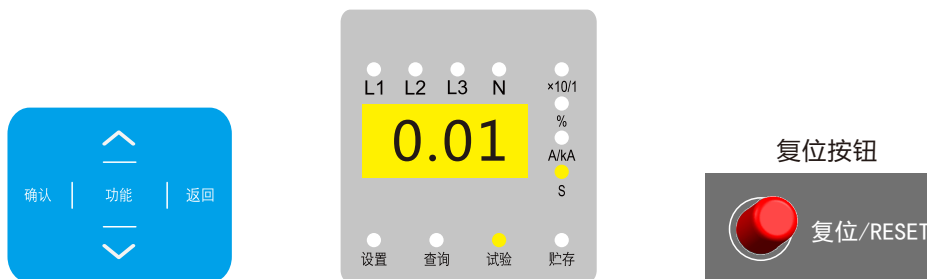 确认 功能 返回
L1 L2 L3 N ×10/1
%
0.01
A/kA
S
设置 查询 试验 贮存
复位按钮
复位/RESET